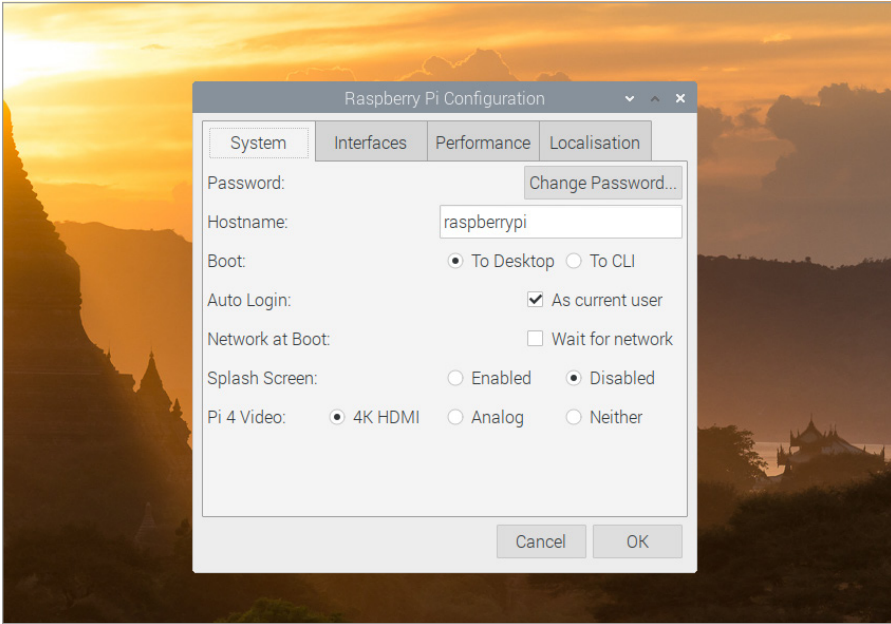 Raspberry Pi Configuration
System Interfaces Performance Localisation
Password: Change Password...
Hostname: raspberrypi
Boot: To Desktop To CLI
Auto Login: As current user
Network at Boot: Wait for network
Splash Screen: Enabled Disabled
Pi 4 Video: 4K HDMI Analog Neither
Cancel OK